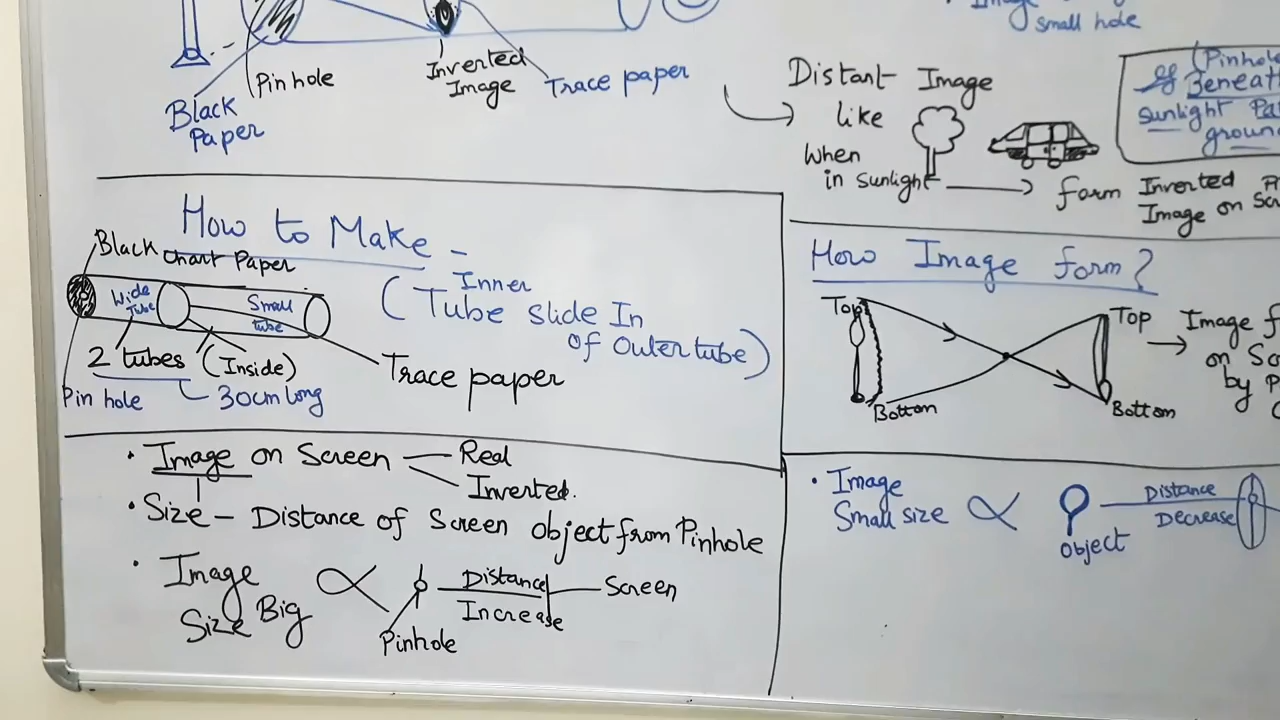 Image
small hole
Pinhole
Inverted
Image
Trace paper
Black
Paper
Distant Image
like
When
in sunlight
form Inverted
Image on
(Pinhole
Beneath
sunlight
ground
How to Make -
Black Chart Paper
Wide
Tube
Small
tube
2 tubes (Inside)
Pin hole
30cm long
Trace paper
(Inner
Tube slide In
of Outer tube)
How Image form?
Top
Bottom
Top
Bottom
Image
on
by
• Image on Screen
Real
Inverted.
• Size - Distance of Screen object from Pinhole
• Image
Size Big
∝
Distance
Increase
Screen
Pinhole
• Image
Small size ∝
Object
Distance
Decrease